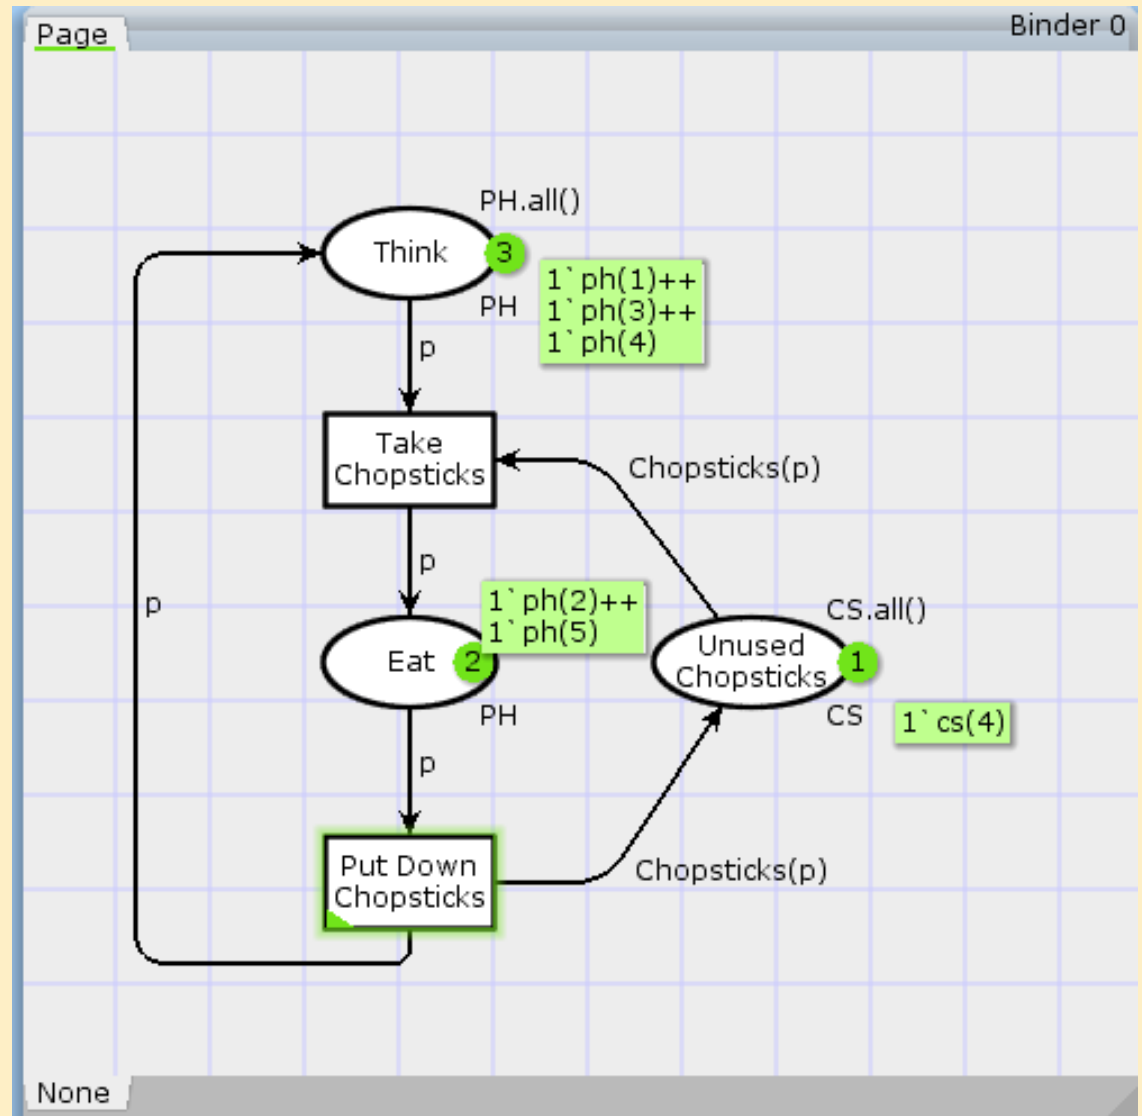 Page
Binder 0
PH.all()
Think
3
1`ph(1)++
1`ph(3)++
1`ph(4)
PH
p
Take
Chopsticks
Chopsticks(p)
p
p
1`ph(2)++
1`ph(5)
CS.all()
Eat
2
Unused
Chopsticks
1
PH
CS
1`cs(4)
p
Put Down
Chopsticks
Chopsticks(p)
None